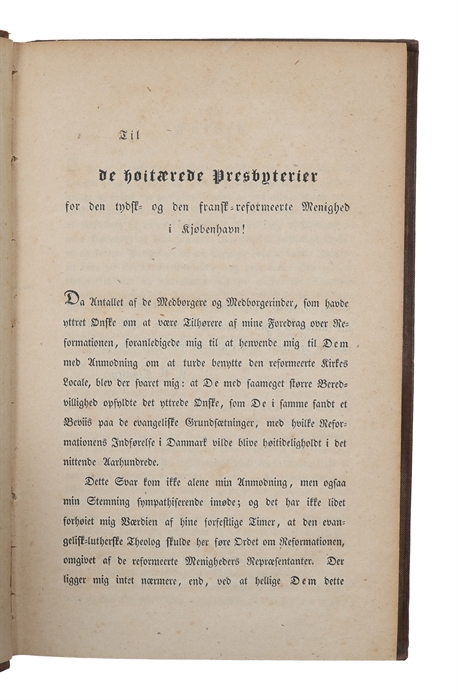 Til
de høitærede Presbyterier
for den tydsk- og den fransk-reformeerte Menighed
i Kjøbenhavn!
Da Antallet af de Medborgere og Medborgerinder, som havde
yttret Ønske om at være Tilhørere af mine Foredrag over Re-
formationen, foranledigede mig til at henvende mig til Dem
med Anmodning om at turde benytte den reformeerte Kirkes
Locale, blev der svaret mig: at De med saameget større Bered-
villighed opfyldte det yttrede Ønske, som De i samme fandt et
Beviis paa de evangeliske Grundsætninger, med hvilke Refor-
mationens Indførelse i Danmark vilde blive høitideligholdt i det
nittende Aarhundrede.
Dette Svar kom ikke alene min Anmodning, men ogsaa
min Stemning sympathiserende imøde; og det har ikke lidet
forhøiet mig Værdien af hine forfestlige Timer, at den evan-
gelisk-lutherske Theolog skulde her føre Ordet om Reformationen,
omgivet af de reformeerte Menigheders Repræsentanter. Der
ligger mig intet nærmere, end, ved at hellige Dem dette